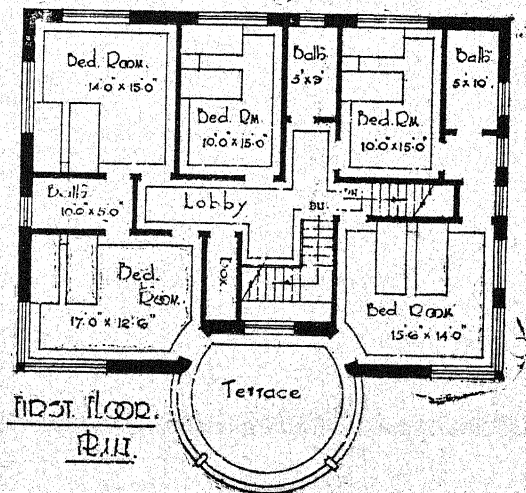 Bed. Room.
14'.0" x 15'.0"
Bed. Rm.
10'.0" x 15'.0"
Bath
Bed. Rm.
10'.0" x 15'.0"
Bath
5 x 10'.
Bath
10'.0" x 5'.0"
Lobby
Bed.
Room.
17'.0" x 12'.6"
Box
Bed Room
15'.6" x 14'.0"
Terrace
FIRST. FLOOR.